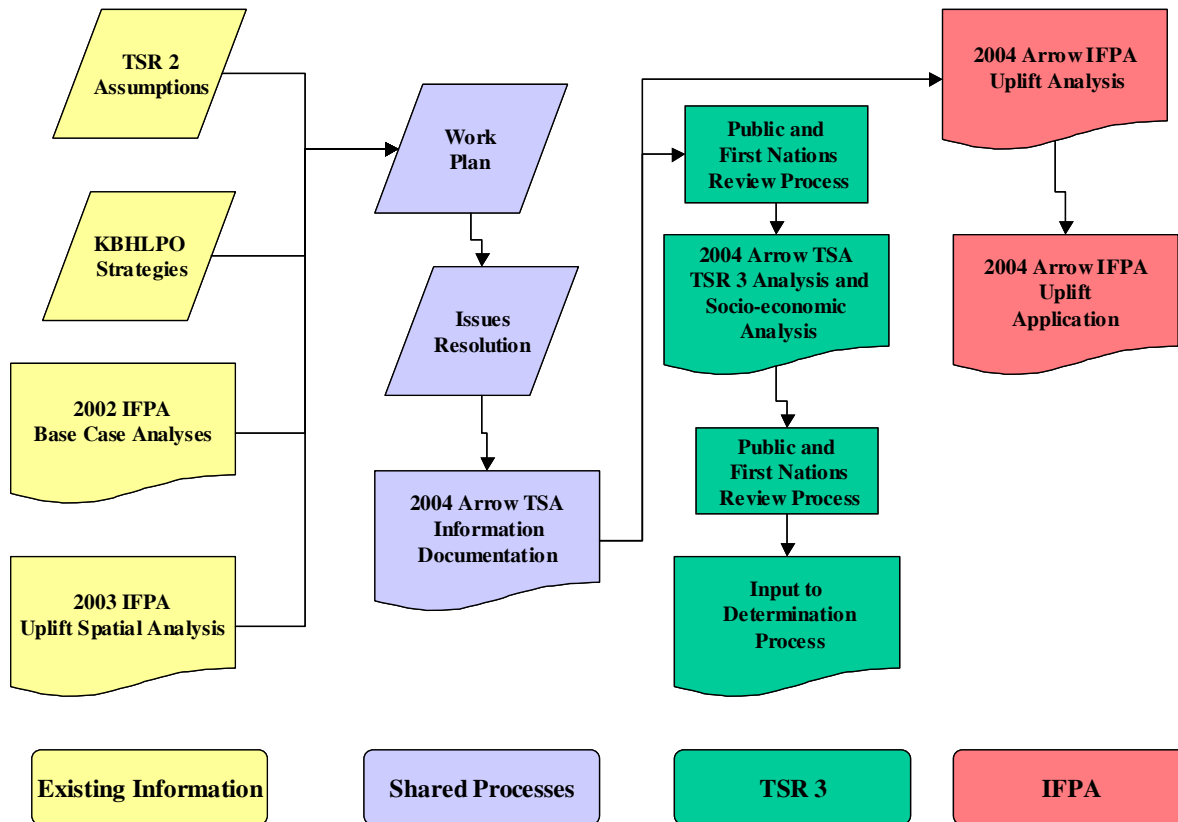 TSR 2
Assumptions
KBHLPO
Strategies
2002 IFPA
Base Case Analyses
2003 IFPA
Uplift Spatial Analysis
Work
Plan
Issues
Resolution
2004 Arrow TSA
Information
Documentation
Public and
First Nations
Review Process
2004 Arrow TSA
TSR 3 Analysis and
Socio-economic
Analysis
Public and
First Nations
Review Process
Input to
Determination
Process
2004 Arrow IFPA
Uplift Analysis
2004 Arrow IFPA
Uplift
Application
Existing Information
Shared Processes
TSR 3
IFPA